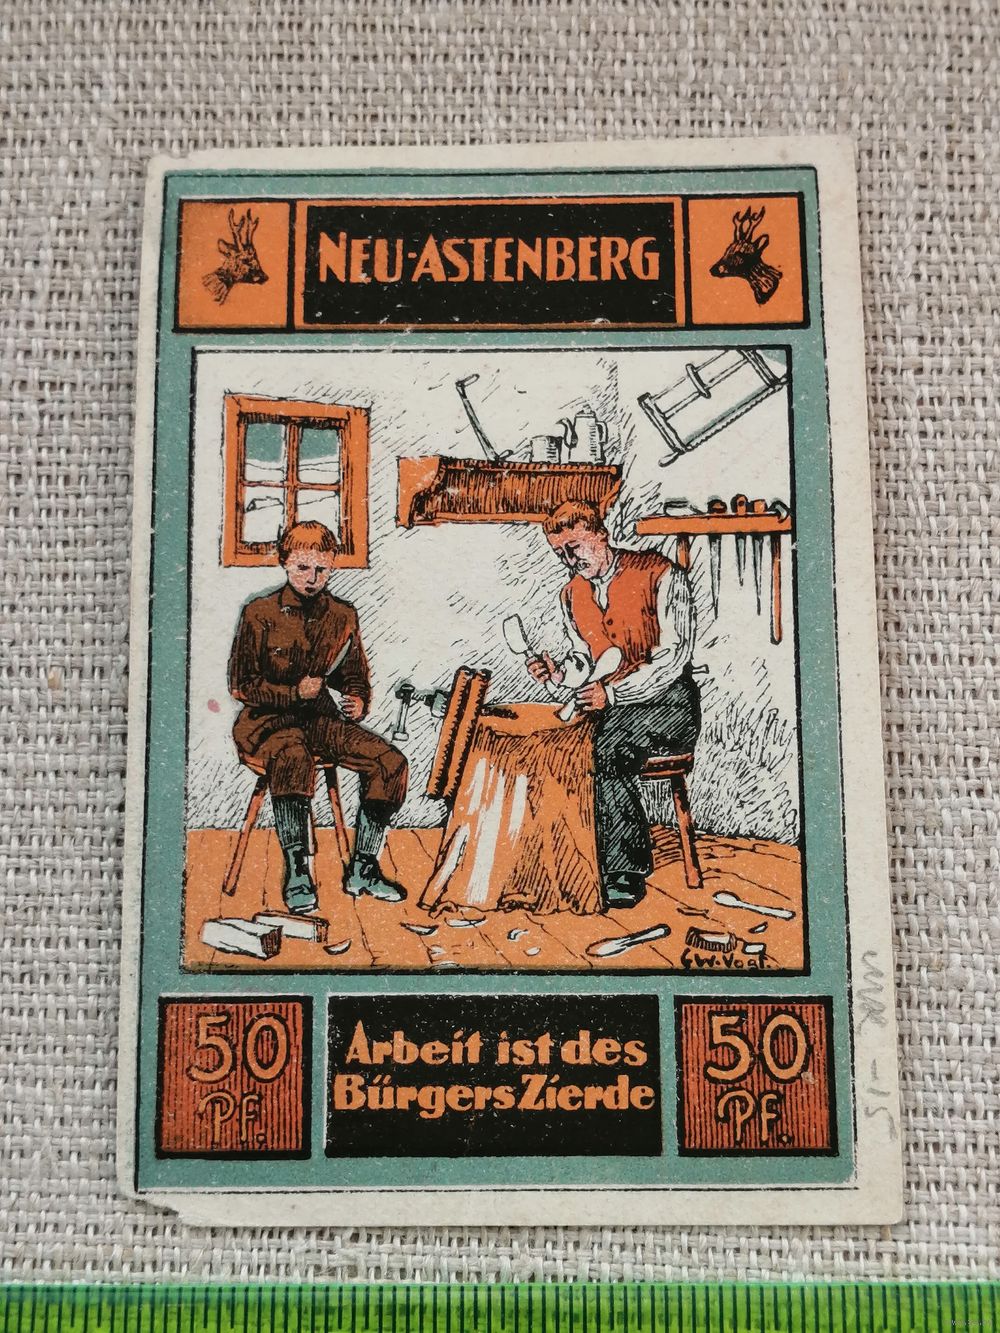 NEU-ASTENBERG
G.W.Vogt.
50
Pf.
Arbeit ist des
Bürgers Zierde
50
Pf.